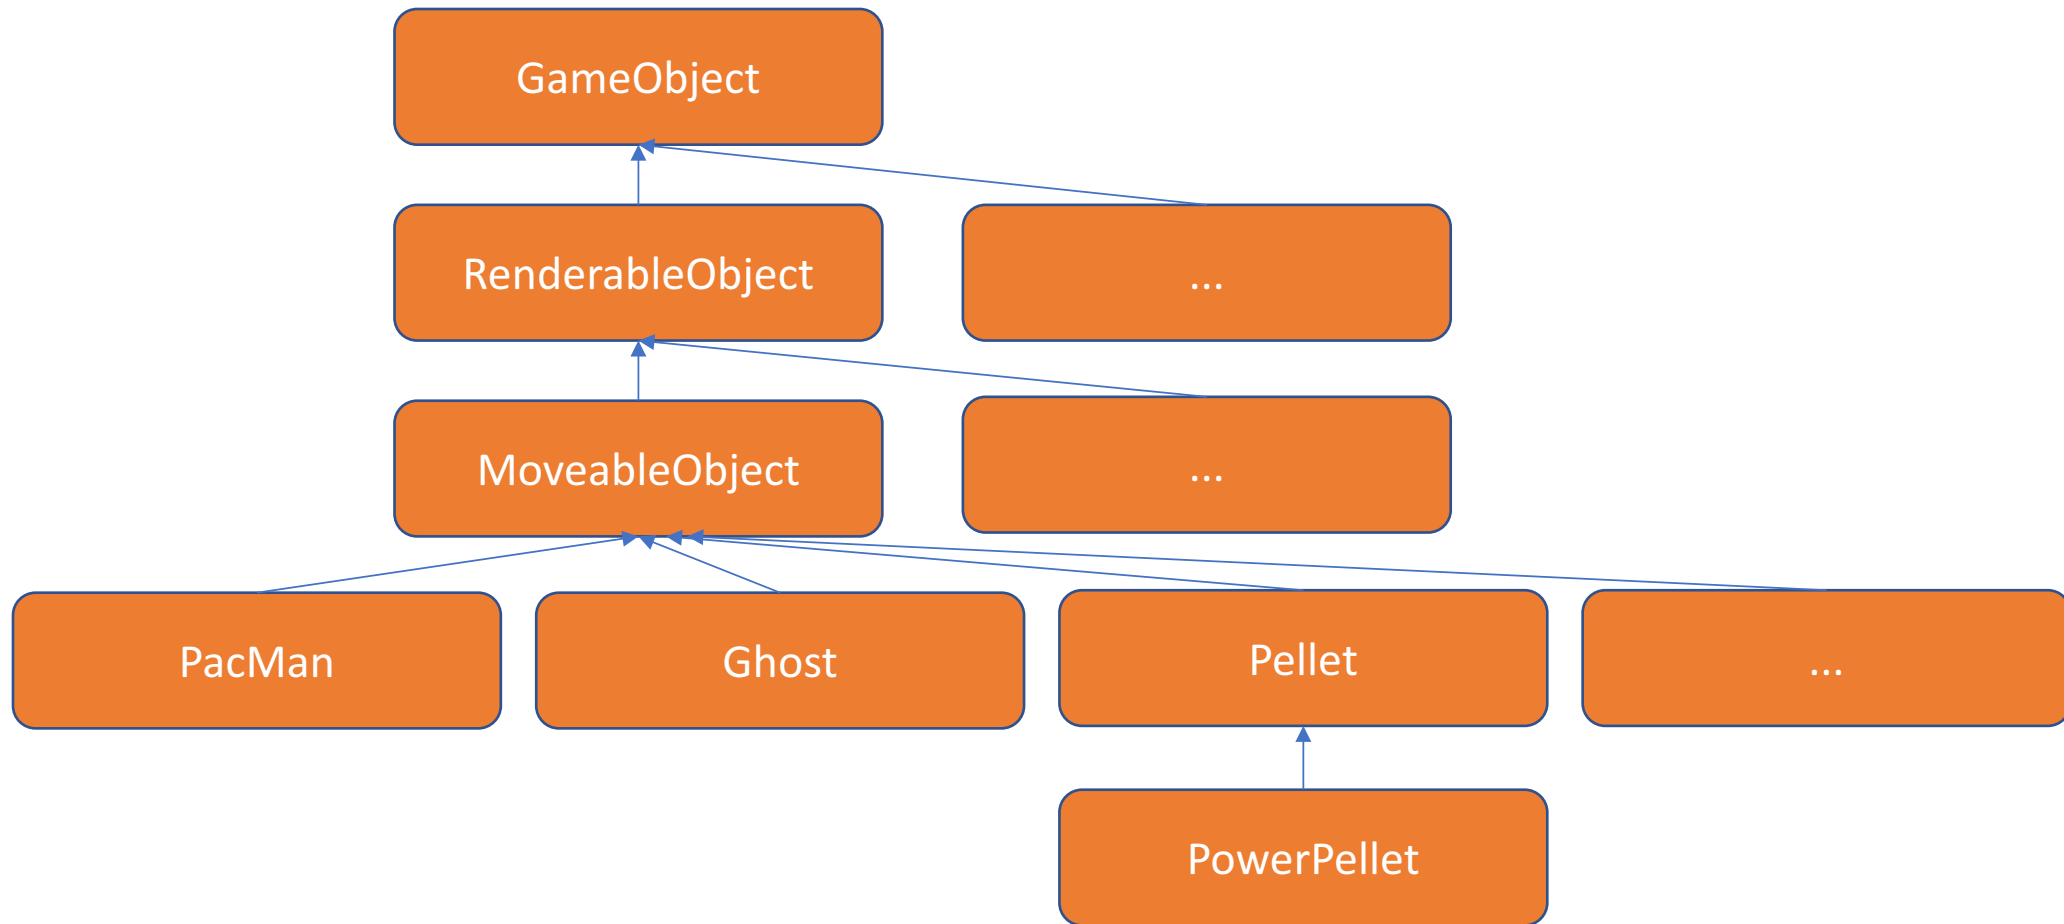 GameObject
RenderableObject
...
MoveableObject
...
PacMan
Ghost
Pellet
...
PowerPellet